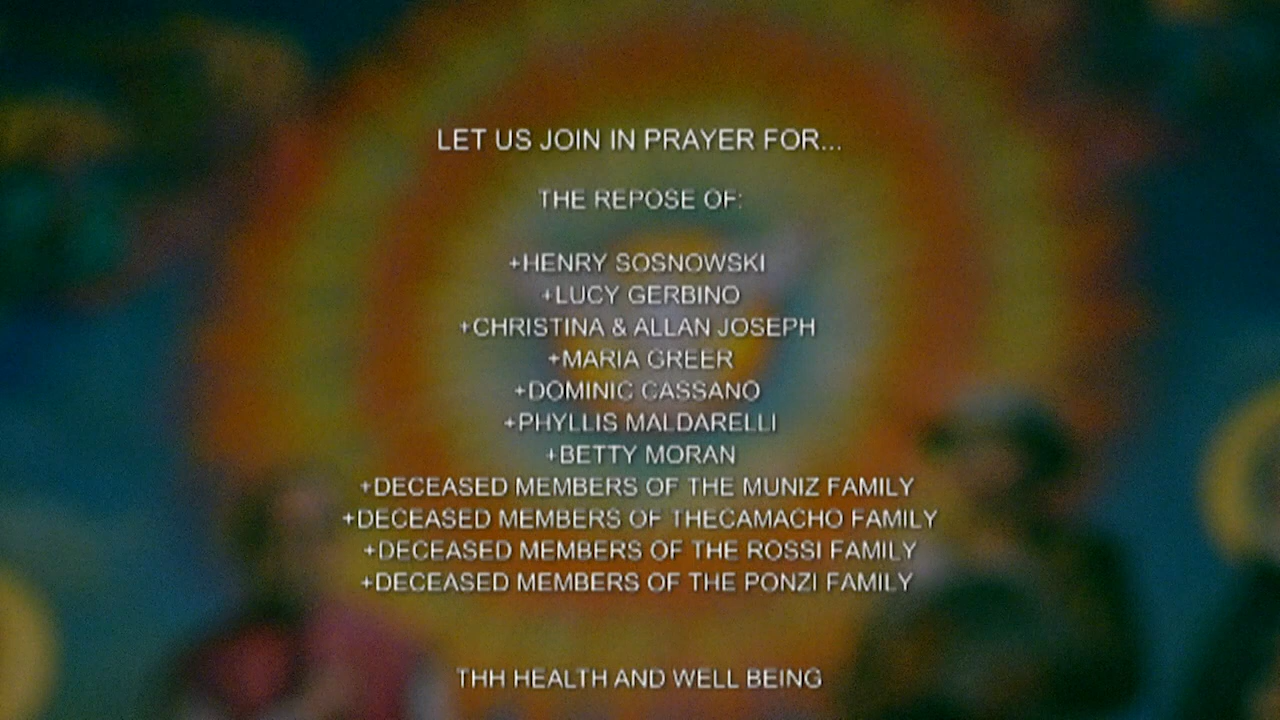 LET US JOIN IN PRAYER FOR...
THE REPOSE OF:
+HENRY SOSNOWSKI
+LUCY GERBINO
+CHRISTINA & ALLAN JOSEPH
+MARIA GREER
+DOMINIC CASSANO
+PHYLLIS MALDARELLI
+BETTY MORAN
+DECEASED MEMBERS OF THE MUNIZ FAMILY
+DECEASED MEMBERS OF THECAMACHO FAMILY
+DECEASED MEMBERS OF THE ROSSI FAMILY
+DECEASED MEMBERS OF THE PONZI FAMILY
THH HEALTH AND WELL BEING